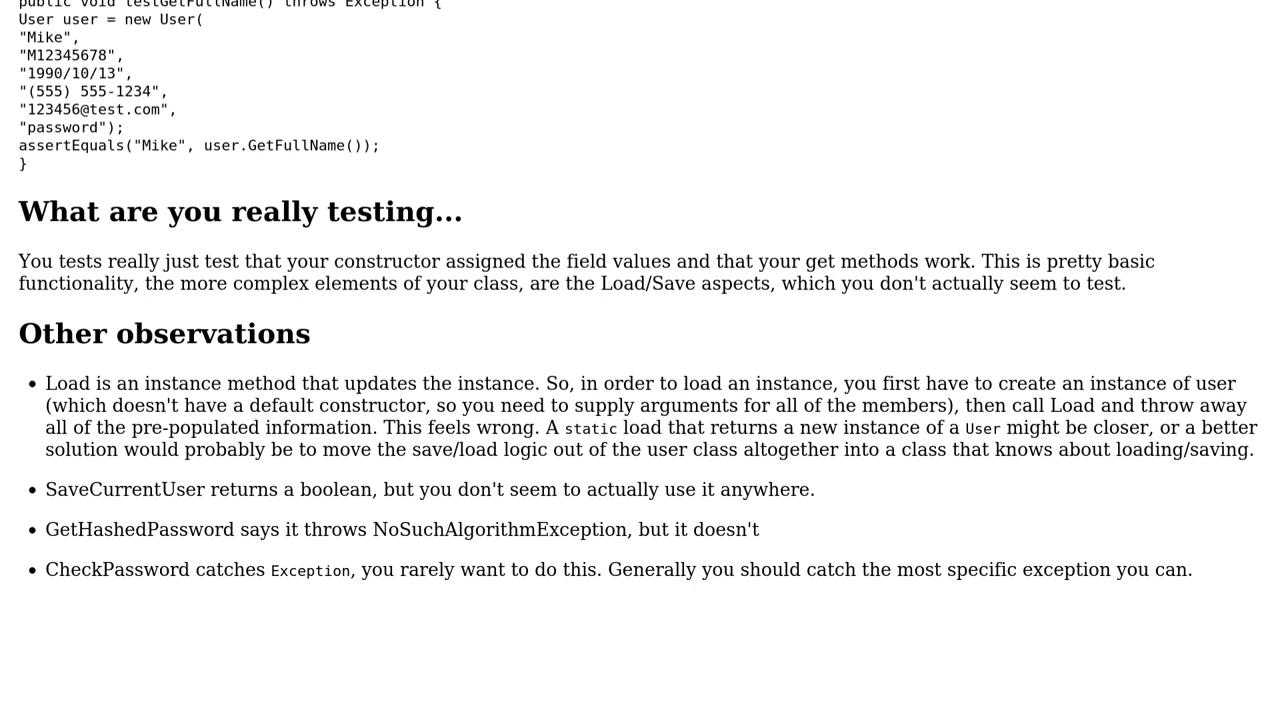 public void testGetFullName() throws Exception {
User user = new User(
"Mike",
"M12345678",
"1990/10/13",
"(555) 555-1234",
"123456@test.com",
"password");
assertEquals("Mike", user.GetFullName());
}
What are you really testing...
You tests really just test that your constructor assigned the field values and that your get methods work. This is pretty basic
functionality, the more complex elements of your class, are the Load/Save aspects, which you don't actually seem to test.
Other observations
• Load is an instance method that updates the instance. So, in order to load an instance, you first have to create an instance of user
(which doesn't have a default constructor, so you need to supply arguments for all of the members), then call Load and throw away
all of the pre-populated information. This feels wrong. A static load that returns a new instance of a User might be closer, or a better
solution would probably be to move the save/load logic out of the user class altogether into a class that knows about loading/saving.
• SaveCurrentUser returns a boolean, but you don't seem to actually use it anywhere.
• GetHashedPassword says it throws NoSuchAlgorithmException, but it doesn't
• CheckPassword catches Exception, you rarely want to do this. Generally you should catch the most specific exception you can.